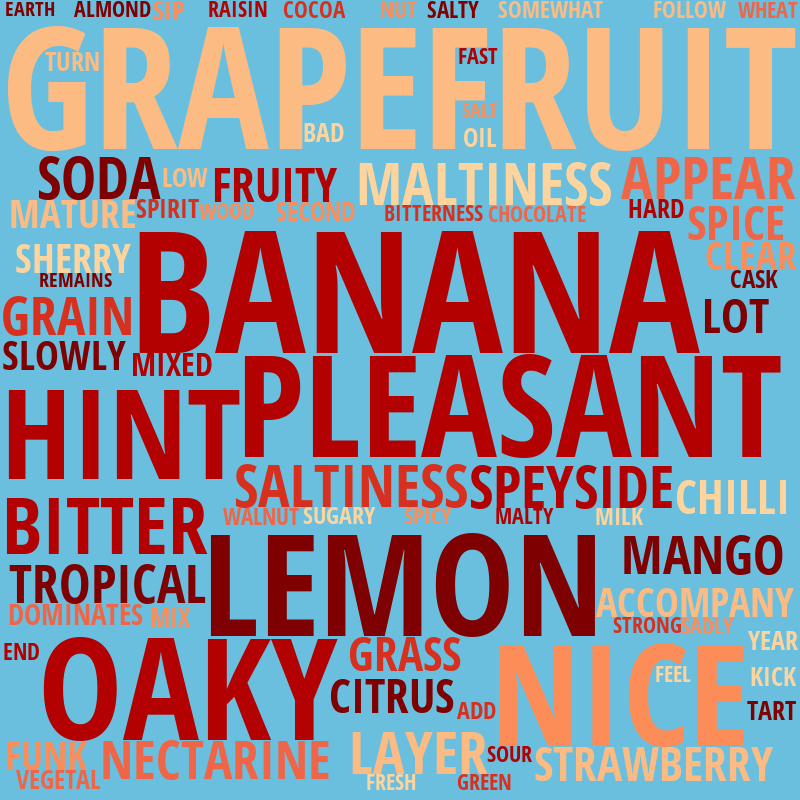 EARTH ALMOND SIP RAISIN COCOA NUT SALTY SOMEWHAT FOLLOW WHEAT
GRAPEFRUIT
TURN FAST
SALT
BAD OIL
SODA LOW FRUITY MALTINESS APPEAR
MATURE SPIRIT WOOD SECOND BITTERNESS CHOCOLATE HARD SPICE
SHERRY CLEAR
REMAINS BANANA CASK
GRAIN LOT
SLOWLY MIXED
PLEASANT
HINT
SALTINESS SPEYSIDE CHILLI
BITTER WALNUT SUGARY SPICY MALTY MILK
LEMON MANGO
TROPICAL ACCOMPANY
DOMINATES MIX STRONG SADLY
END YEAR
OAKY GRASS NICE FEEL KICK
CITRUS ADD TART
FUNK NECTARINE LAYER SOUR STRAWBERRY
VEGETAL FRESH GREEN